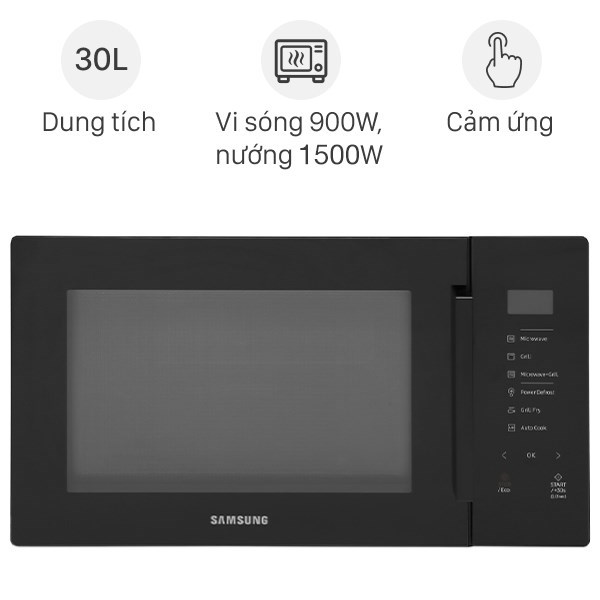 30L
Dung tích
Vi sóng 900W,
nướng 1500W
Cảm ứng
Microwave
Grill
Microwave+Grill
Power Defrost
Grill Fry
Auto Cook
OK
/Eco
START
/+30s
SAMSUNG